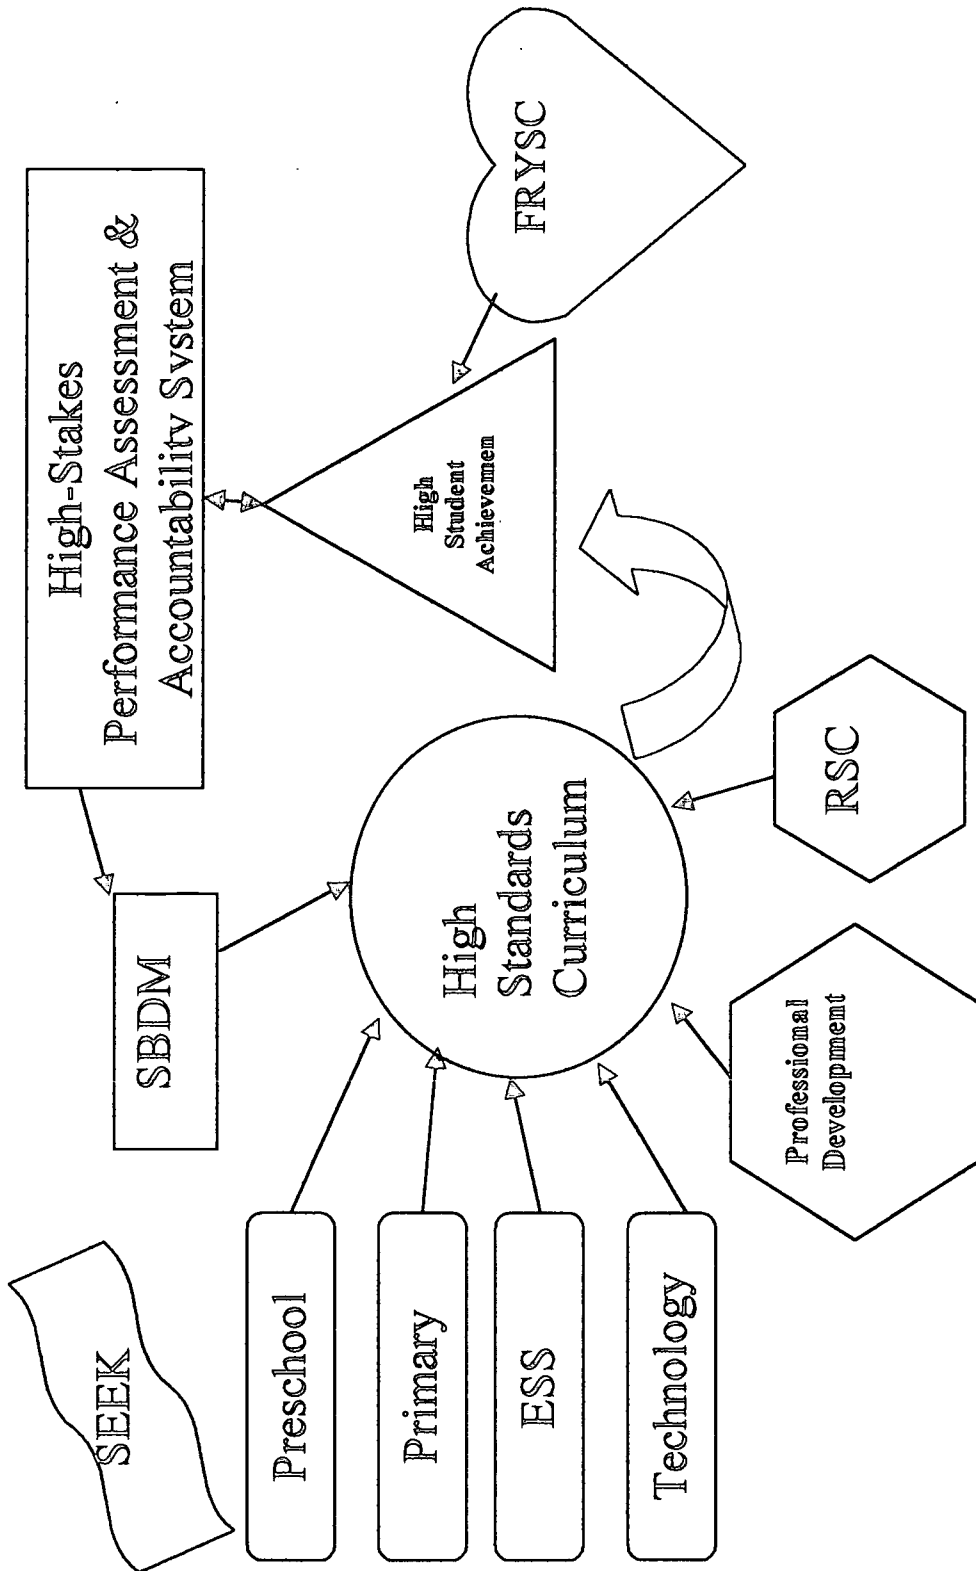 SEEK
SBDM
High-Stakes
Performance Assessment &
Accountability System
Preschool
Primary
ESS
Technology
High
Standards
Curriculum
High
Student
Achievemen
FRYSC
Professional
Development
RSC